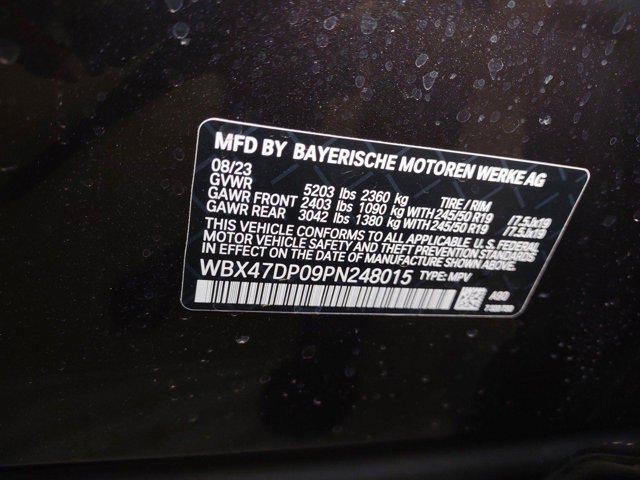 MFD BY BAYERISCHE MOTOREN WERKE AG
08/23
GVWR 5203 lbs 2360 kg TIRE / RIM
GAWR FRONT 2403 lbs 1090 kg WITH 245/50 R19 /7.5Jx19
GAWR REAR 3042 lbs 1380 kg WITH 245/50 R19 /7.5Jx19
THIS VEHICLE CONFORMS TO ALL APPLICABLE U.S. FEDERAL
MOTOR VEHICLE SAFETY AND THEFT PREVENTION STANDARDS
IN EFFECT ON THE DATE OF MANUFACTURE SHOWN ABOVE.
WBX47DP09PN248015 TYPE: MPV
A90